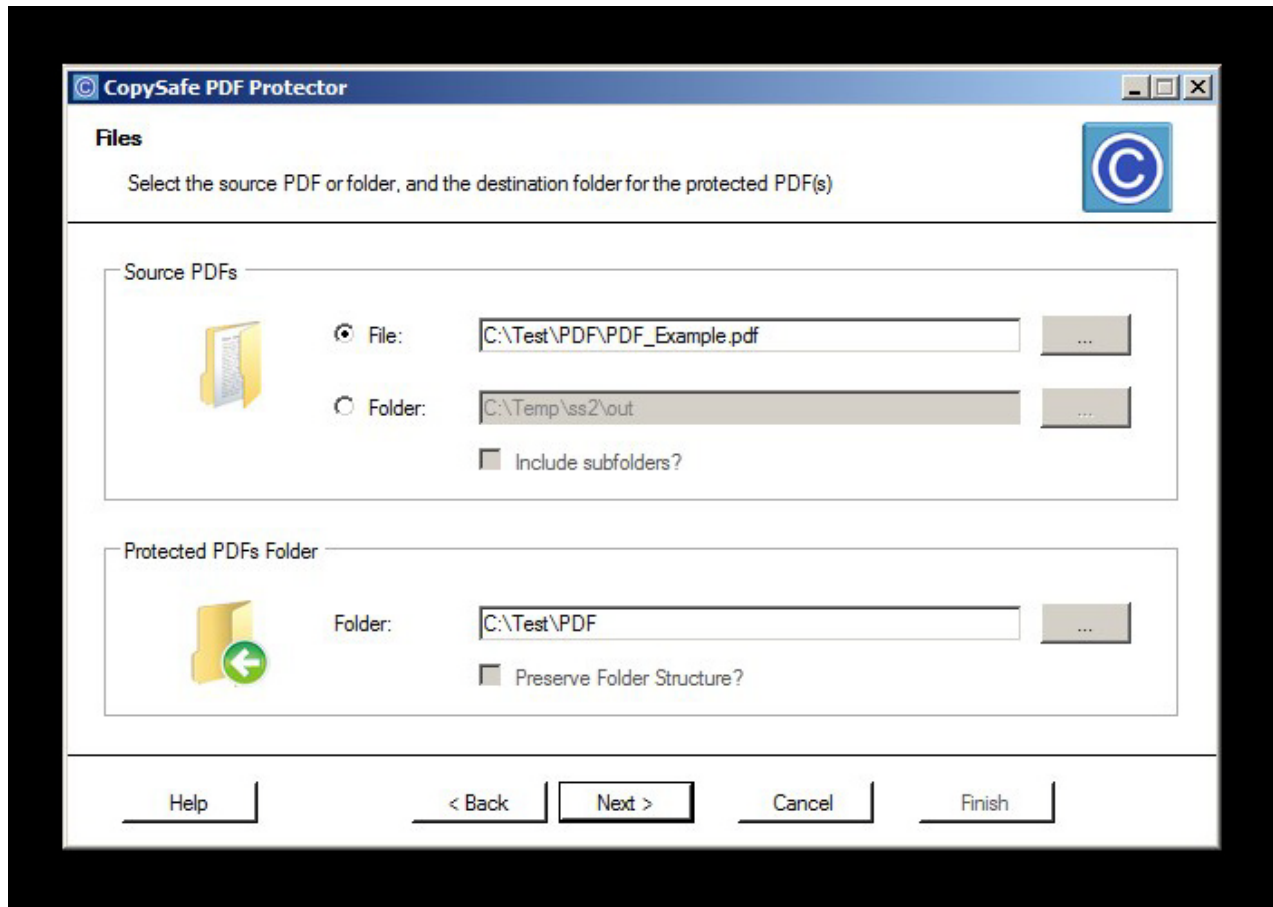 CopySafe PDF Protector
Files
Select the source PDF or folder, and the destination folder for the protected PDF(s)
Source PDFs
File: C:\Test\PDF\PDF_Example.pdf ...
Folder: C:\Temp\ss2\out ...
Include subfolders?
Protected PDFs Folder
Folder: C:\Test\PDF ...
Preserve Folder Structure?
Help < Back Next > Cancel Finish